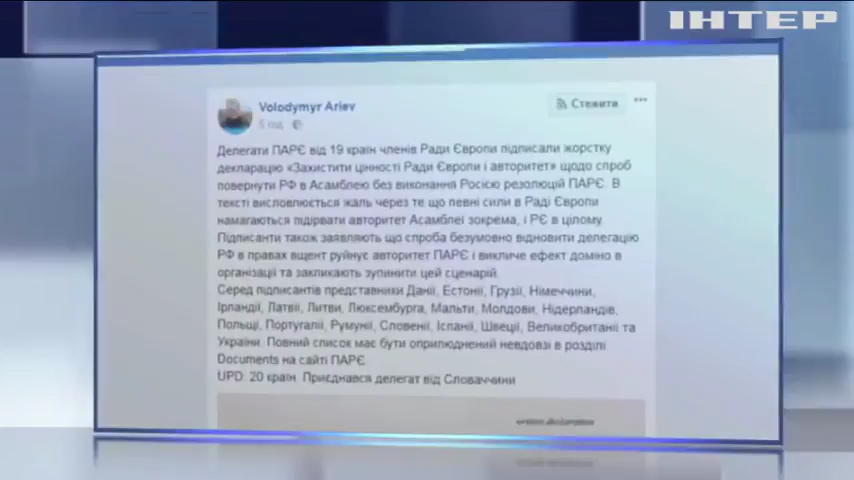 ІНТЕР
Volodymyr Ariev
Стежити
5 год
Делегати ПАРЄ від 19 країн членів Ради Європи підписали жорстку
декларацію «Захистити цінності Ради Європи і авторитет» щодо спроб
повернути РФ в Асамблею без виконання Росією резолюцій ПАРЄ. В
тексті висловлюється жаль через те що певні сили в Раді Європи
намагаються підірвати авторитет Асамблеї зокрема, і РЄ в цілому.
Підписанти також заявляють що спроба безумовно відновити делегацію
РФ в правах вщент руйнує авторитет ПАРЄ і викличе ефект доміно в
організації та закликають зупинити цей сценарій.
Серед підписантів представники Данії, Естонії, Грузії, Німеччини,
Ірландії, Латвії, Литви, Люксембурга, Мальти, Молдови, Нідерландів,
Польщі, Португалії, Румунії, Словенії, Іспанії, Швеції, Великобританії та
України. Повний список має бути оприлюднений невдовзі в розділі
Documents на сайті ПАРЄ.
UPD. 20 країн. Приєднався делегат від Словаччини